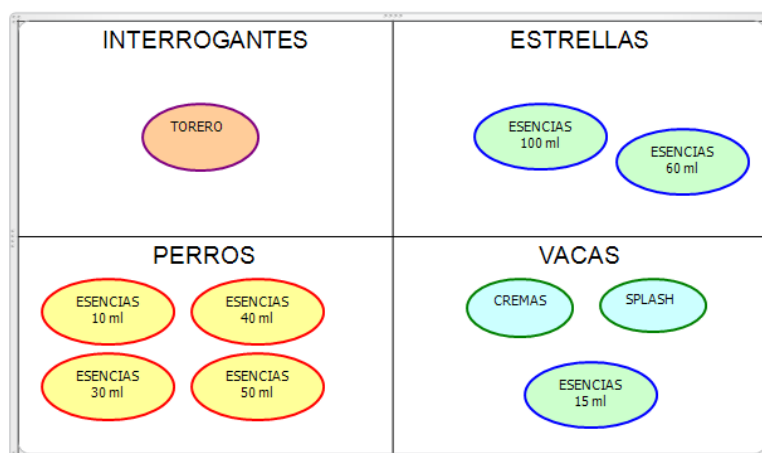 INTERROGANTES
TORERO
ESTRELLAS
ESENCIAS
100 ml
ESENCIAS
60 ml
PERROS
ESENCIAS
10 ml
ESENCIAS
40 ml
ESENCIAS
30 ml
ESENCIAS
50 ml
VACAS
CREMAS
SPLASH
ESENCIAS
15 ml